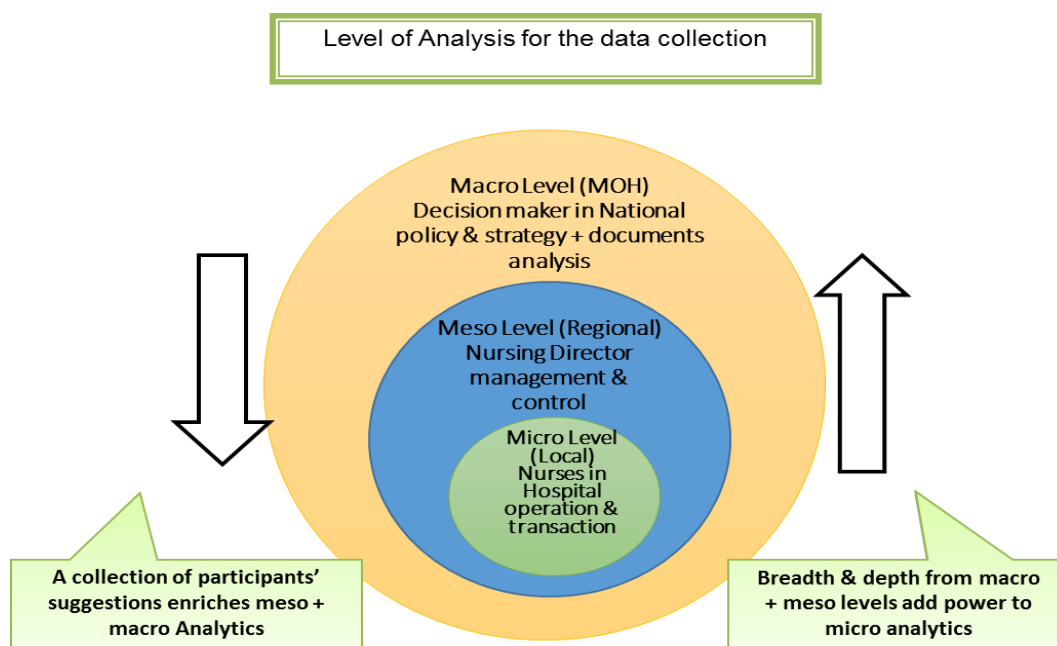 Level of Analysis for the data collection
Macro Level (MOH)
Decision maker in National
policy & strategy + documents
analysis
Meso Level (Regional)
Nursing Director
management &
control
Micro Level
(Local)
Nurses in
Hospital
operation &
transaction
A collection of participants’
suggestions enriches meso +
macro Analytics
Breadth & depth from macro
+ meso levels add power to
micro analytics